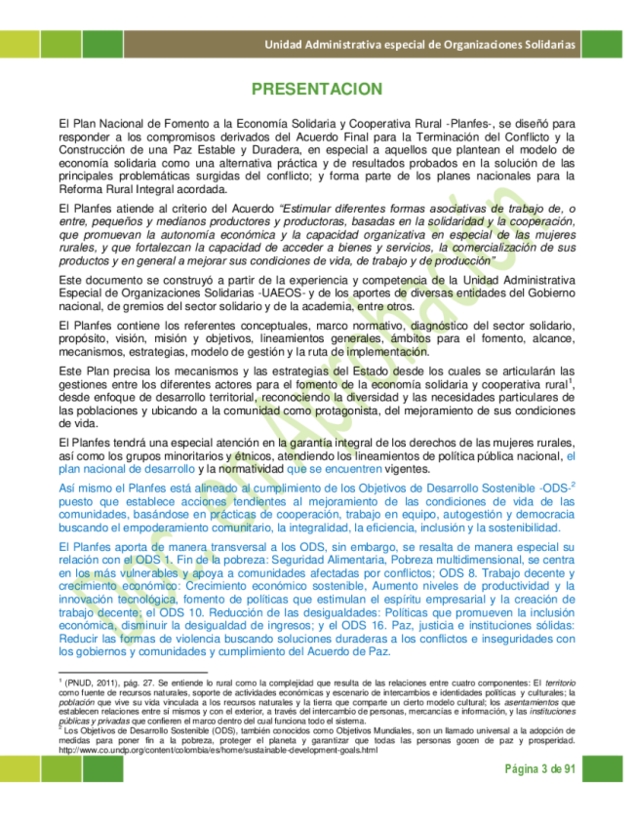 Unidad Administrativa especial de Organizaciones Solidarias
PRESENTACION
El Plan Nacional de Fomento a la Economía Solidaria y Cooperativa Rural -Planfes-, se diseñó para
responder a los compromisos derivados del Acuerdo Final para la Terminación del Conflicto y la
Construcción de una Paz Estable y Duradera, en especial a aquellos que plantean el modelo de
economía solidaria como una alternativa práctica y de resultados probados en la solución de las
principales problemáticas surgidas del conflicto; y forma parte de los planes nacionales para la
Reforma Rural Integral acordada.
El Planfes atiende al criterio del Acuerdo “Estimular diferentes formas asociativas de trabajo de, o
entre, pequeños y medianos productores y productoras, basadas en la solidaridad y la cooperación,
que promuevan la autonomía económica y la capacidad organizativa en especial de las mujeres
rurales, y que fortalezcan la capacidad de acceder a bienes y servicios, la comercialización de sus
productos y en general a mejorar sus condiciones de vida, de trabajo y de producción”
Este documento se construyó a partir de la experiencia y competencia de la Unidad Administrativa
Especial de Organizaciones Solidarias -UAEOS- y de los aportes de diversas entidades del Gobierno
nacional, de gremios del sector solidario y de la academia, entre otros.
El Planfes contiene los referentes conceptuales, marco normativo, diagnóstico del sector solidario,
propósito, visión, misión y objetivos, lineamientos generales, ámbitos para el fomento, alcance,
mecanismos, estrategias, modelo de gestión y la ruta de implementación.
Este Plan precisa los mecanismos y las estrategias del Estado desde los cuales se articularán las
gestiones entre los diferentes actores para el fomento de la economía solidaria y cooperativa rural1,
desde enfoque de desarrollo territorial, reconociendo la diversidad y las necesidades particulares de
las poblaciones y ubicando a la comunidad como protagonista, del mejoramiento de sus condiciones
de vida.
El Planfes tendrá una especial atención en la garantía integral de los derechos de las mujeres rurales,
así como los grupos minoritarios y étnicos, atendiendo los lineamientos de política pública nacional, el
plan nacional de desarrollo y la normatividad que se encuentren vigentes.
Así mismo el Planfes está alineado al cumplimiento de los Objetivos de Desarrollo Sostenible -ODS-2
puesto que establece acciones tendientes al mejoramiento de las condiciones de vida de las
comunidades, basándose en prácticas de cooperación, trabajo en equipo, autogestión y democracia
buscando el empoderamiento comunitario, la integralidad, la eficiencia, inclusión y la sostenibilidad.
El Planfes aporta de manera transversal a los ODS, sin embargo, se resalta de manera especial su
relación con el ODS 1. Fin de la pobreza: Seguridad Alimentaria, Pobreza multidimensional, se centra
en los más vulnerables y apoya a comunidades afectadas por conflictos; ODS 8. Trabajo decente y
crecimiento económico: Crecimiento económico sostenible, Aumento niveles de productividad y la
innovación tecnológica, fomento de políticas que estimulan el espíritu empresarial y la creación de
trabajo decente; el ODS 10. Reducción de las desigualdades: Políticas que promueven la inclusión
económica, disminuir la desigualdad de ingresos; y el ODS 16. Paz, justicia e instituciones sólidas:
Reducir las formas de violencia buscando soluciones duraderas a los conflictos e inseguridades con
los gobiernos y comunidades y cumplimiento del Acuerdo de Paz.
1 (PNUD, 2011), pág. 27. Se entiende lo rural como la complejidad que resulta de las relaciones entre cuatro componentes: El territorio
como fuente de recursos naturales, soporte de actividades económicas y escenario de intercambios e identidades políticas y culturales; la
población que vive su vida vinculada a los recursos naturales y la tierra que comparte un cierto modelo cultural; los asentamientos que
establecen relaciones entre sí mismos y con el exterior, a través del intercambio de personas, mercancías e información, y las instituciones
públicas y privadas que confieren el marco dentro del cual funciona todo el sistema.
2 Los Objetivos de Desarrollo Sostenible (ODS), también conocidos como Objetivos Mundiales, son un llamado universal a la adopción de
medidas para poner fin a la pobreza, proteger el planeta y garantizar que todas las personas gocen de paz y prosperidad.
http://www.co.undp.org/content/colombia/es/home/sustainable-development-goals.html
Página 3 de 91
Doc. en Aprobación